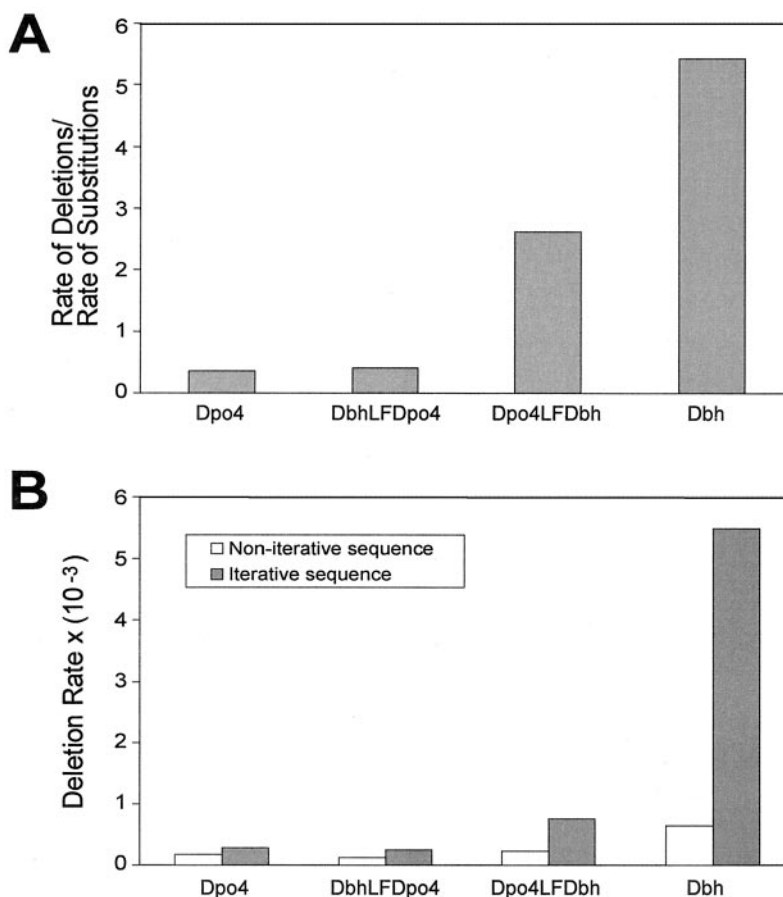 A
Rate of Deletions/
Rate of Substitutions
6
5
4
3
2
1
0
Dpo4 DbhLFDpo4 Dpo4LFDbh Dbh
B
Deletion Rate x (10⁻³)
6
5
4
3
2
1
0
Non-iterative sequence
Iterative sequence
Dpo4 DbhLFDpo4 Dpo4LFDbh Dbh